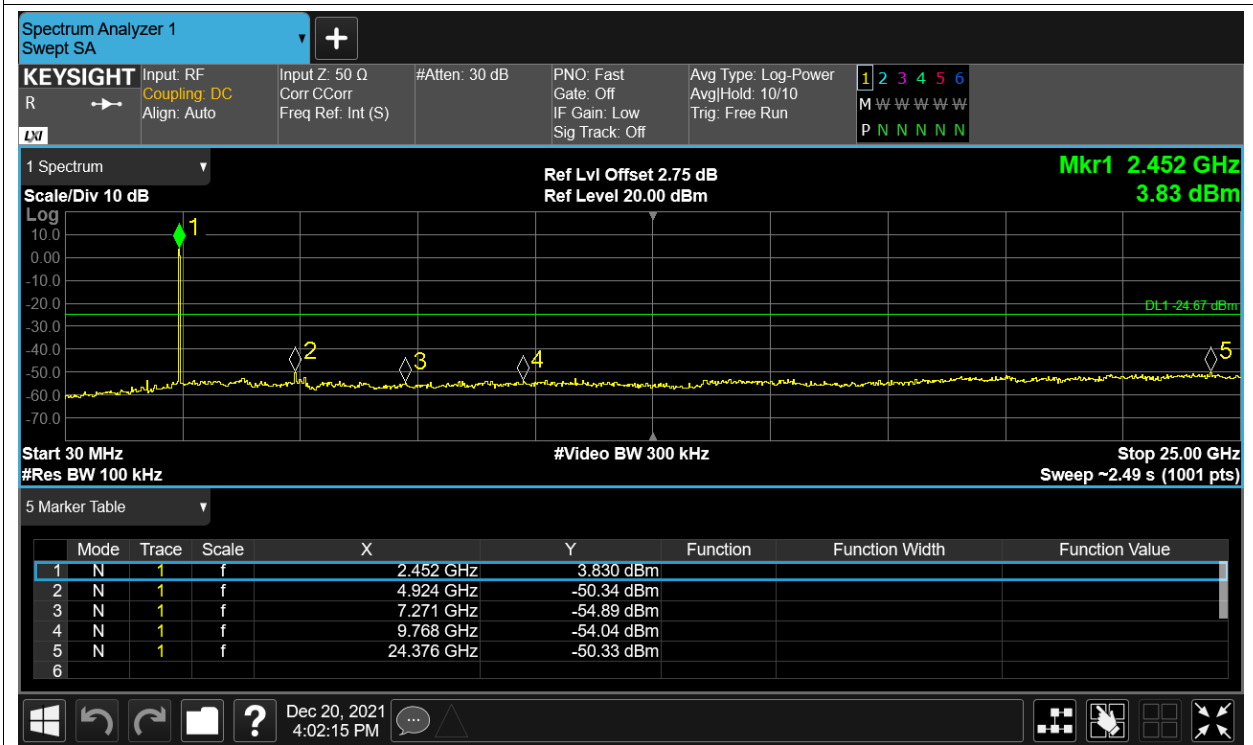 Spectrum Analyzer 1
Swept SA
+
KEYSIGHT Input: RF Input Z: 50 Ω #Atten: 30 dB PNO: Fast Avg Type: Log-Power 1 2 3 4 5 6
R Coupling: DC Corr CCorr Gate: Off Avg|Hold: 10/10 M W W W W W
Align: Auto Freq Ref: Int (S) IF Gain: Low Trig: Free Run
LXI Sig Track: Off P N N N N N
1 Spectrum Ref Lvl Offset 2.75 dB Mkr1 2.452 GHz
Scale/Div 10 dB Ref Level 20.00 dBm 3.83 dBm
Log
1
10.0
0.00
-10.0
-20.0
DL1 -24.67 dBm
-30.0
-40.0
2 3 4 5
-50.0
-60.0
-70.0
Start 30 MHz #Video BW 300 kHz Stop 25.00 GHz
#Res BW 100 kHz Sweep ~2.49 s (1001 pts)
5 Marker Table
Mode Trace Scale X Y Function Function Width Function Value
1 N 1 f 2.452 GHz 3.830 dBm
2 N 1 f 4.924 GHz -50.34 dBm
3 N 1 f 7.271 GHz -54.89 dBm
4 N 1 f 9.768 GHz -54.04 dBm
5 N 1 f 24.376 GHz -50.33 dBm
6
? Dec 20, 2021
4:02:15 PM